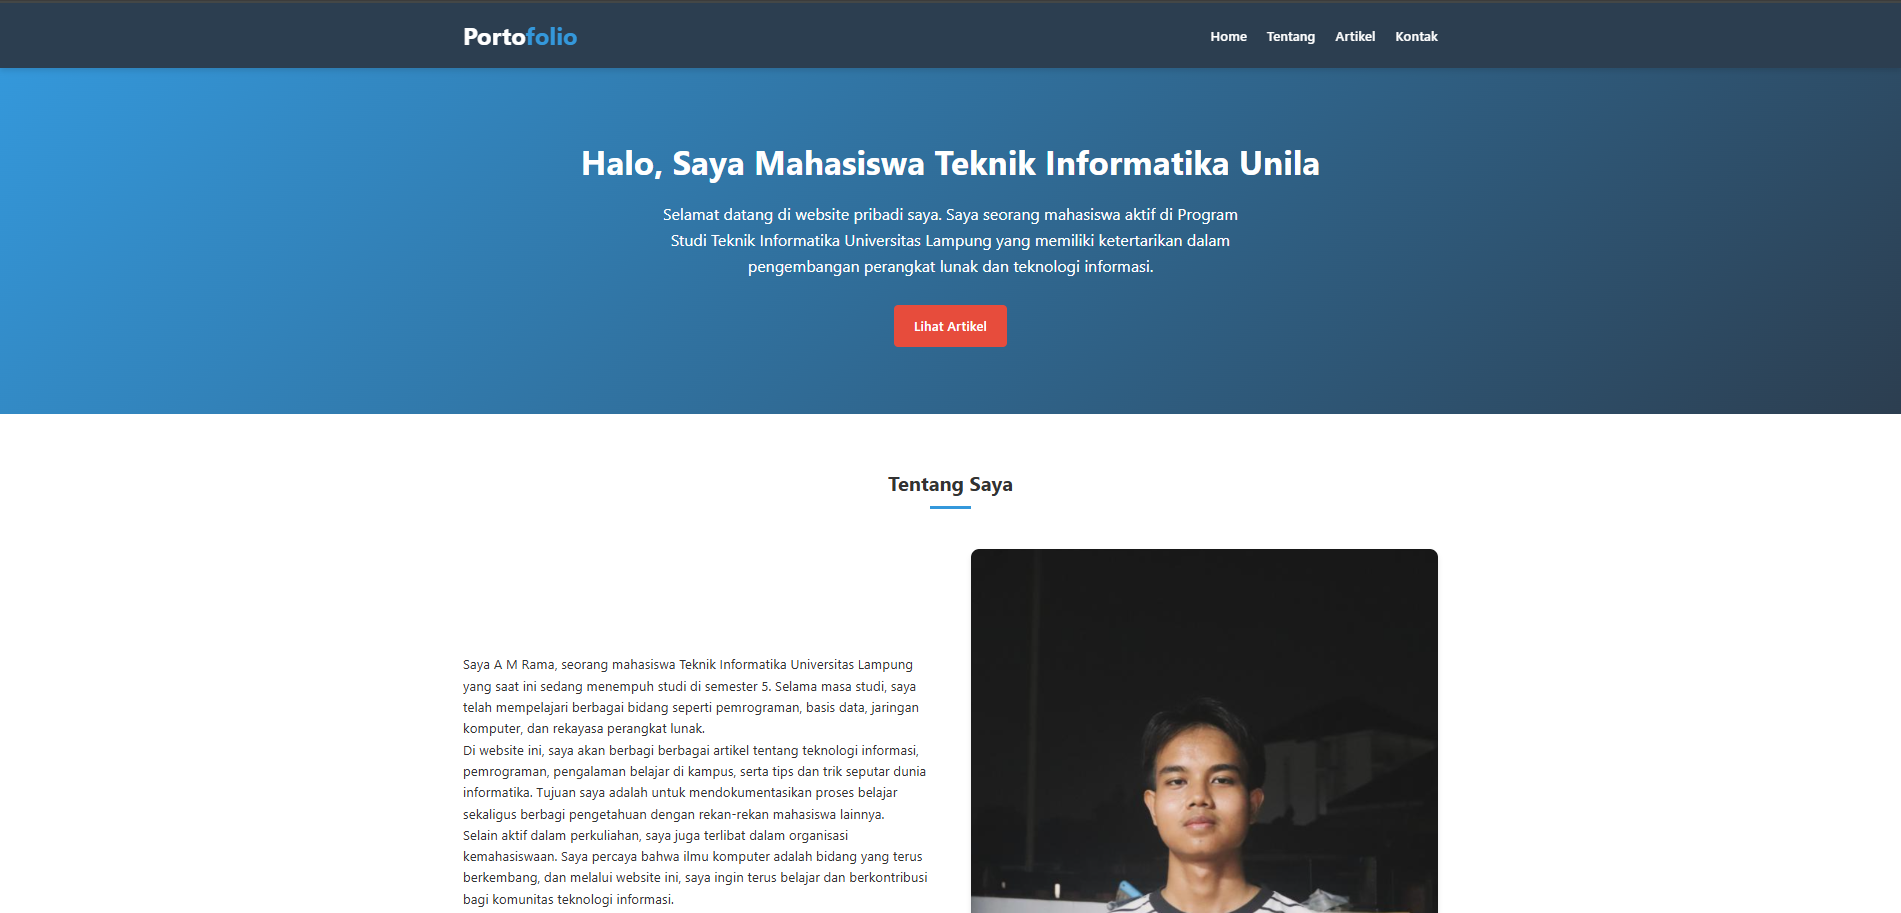 Portofolio
Home Tentang Artikel Kontak
Halo, Saya Mahasiswa Teknik Informatika Unila
Selamat datang di website pribadi saya. Saya seorang mahasiswa aktif di Program
Studi Teknik Informatika Universitas Lampung yang memiliki ketertarikan dalam
pengembangan perangkat lunak dan teknologi informasi.
Lihat Artikel
Tentang Saya
Saya A M Rama, seorang mahasiswa Teknik Informatika Universitas Lampung
yang saat ini sedang menempuh studi di semester 5. Selama masa studi, saya
telah mempelajari berbagai bidang seperti pemrograman, basis data, jaringan
komputer, dan rekayasa perangkat lunak.
Di website ini, saya akan berbagi berbagai artikel tentang teknologi informasi,
pemrograman, pengalaman belajar di kampus, serta tips dan trik seputar dunia
informatika. Tujuan saya adalah untuk mendokumentasikan proses belajar
sekaligus berbagi pengetahuan dengan rekan-rekan mahasiswa lainnya.
Selain aktif dalam perkuliahan, saya juga terlibat dalam organisasi
kemahasiswaan. Saya percaya bahwa ilmu komputer adalah bidang yang terus
berkembang, dan melalui website ini, saya ingin terus belajar dan berkontribusi
bagi komunitas teknologi informasi.